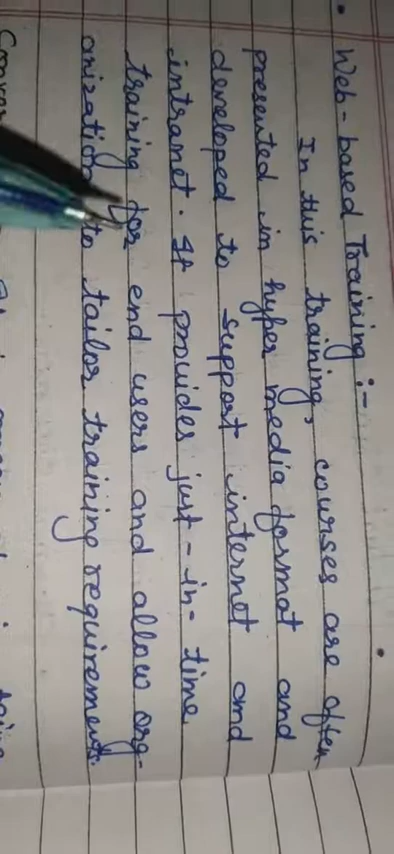 • Web-based Training :-
In this training, courses are often
presented in hyper media format and
developed to support internet and
intranet. It provides just-in-time
training for end users and allow org-
anization to tailor training requirements.